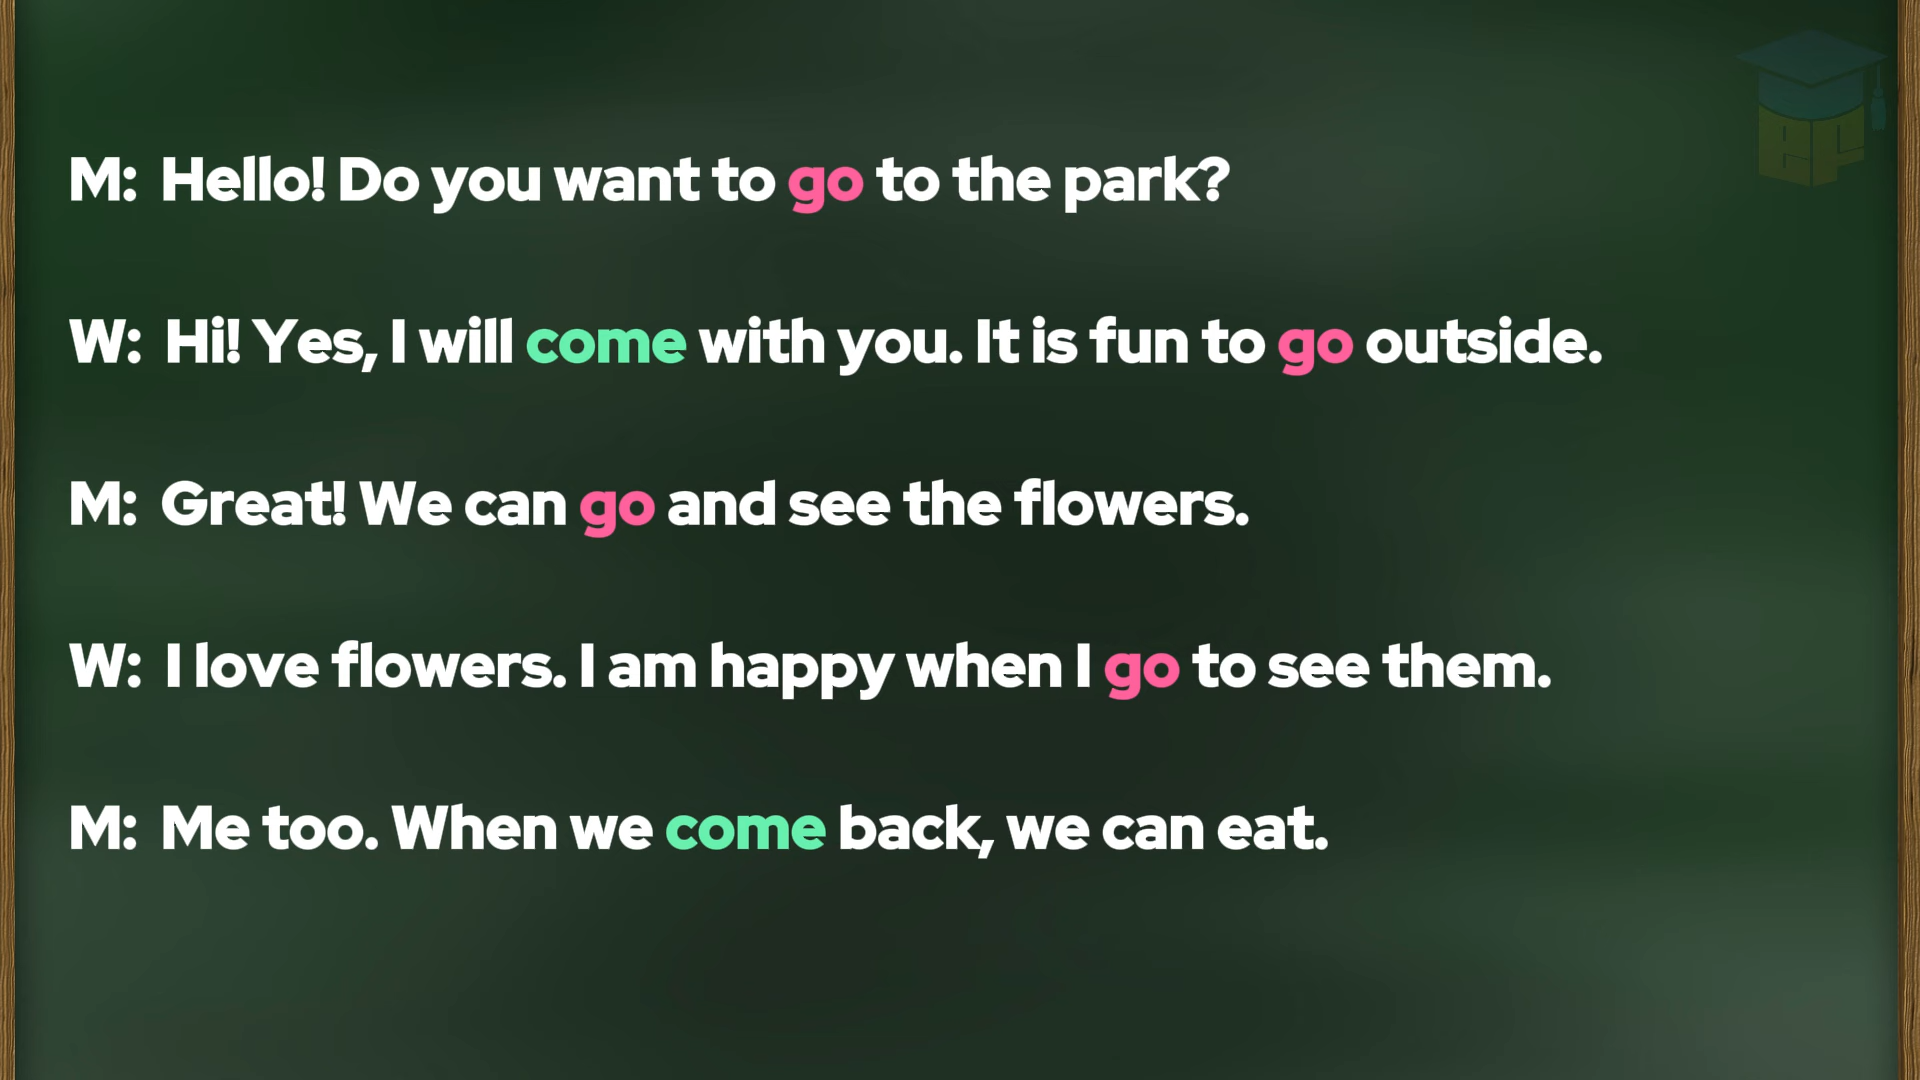 M: Hello! Do you want to go to the park?
W: Hi! Yes, I will come with you. It is fun to go outside.
M: Great! We can go and see the flowers.
W: I love flowers. I am happy when I go to see them.
M: Me too. When we come back, we can eat.